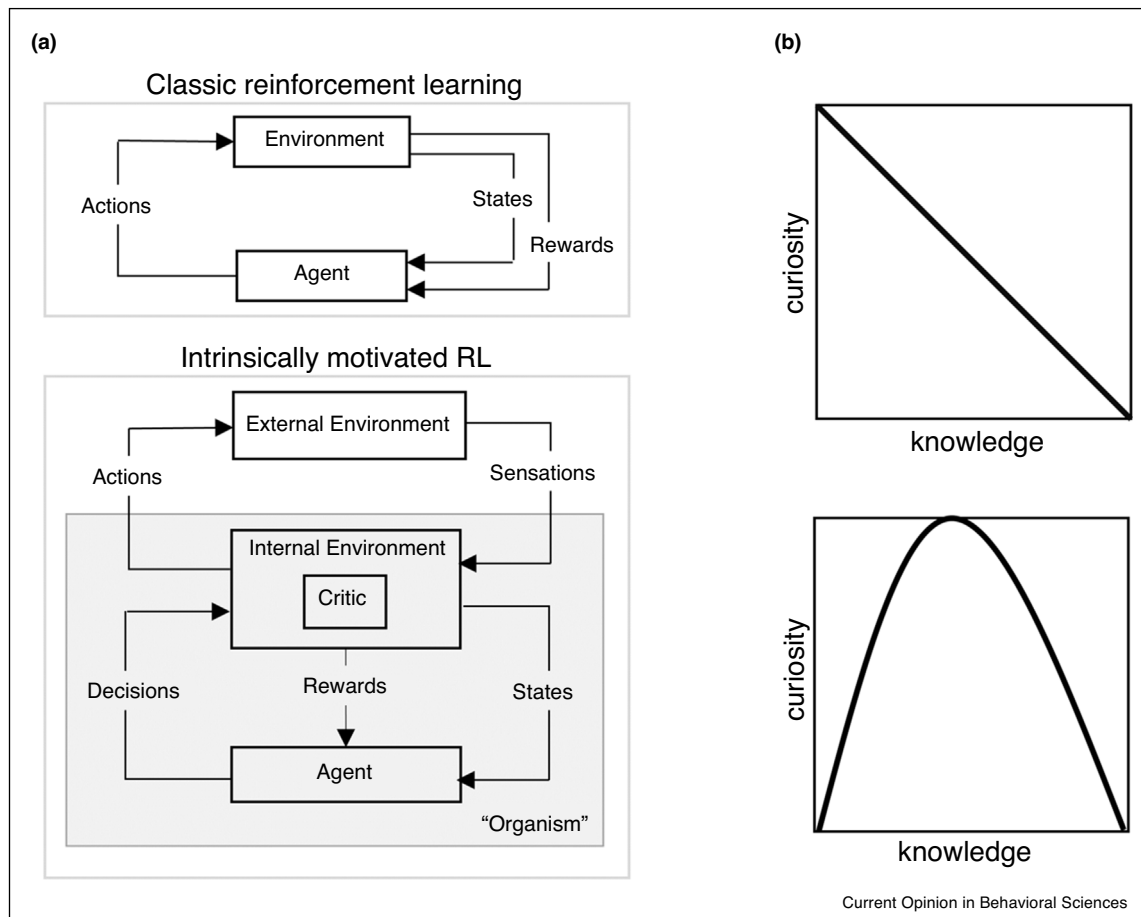 (a)
Classic reinforcement learning
Environment
Actions
States
Rewards
Agent
Intrinsically motivated RL
External Environment
Actions
Sensations
Internal Environment
Critic
Decisions
Rewards
States
Agent
“Organism”
(b)
curiosity
knowledge
curiosity
knowledge
Current Opinion in Behavioral Sciences